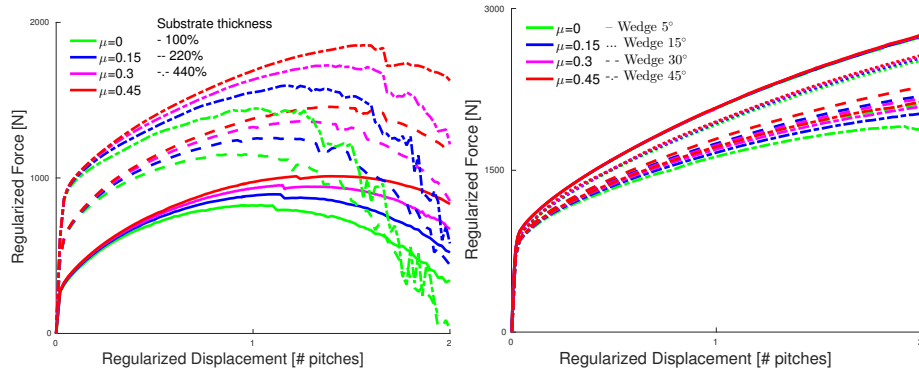 2000
1000
0
0
1
2
Regularized Force [N]
Regularized Displacement [# pitches]
Substrate thickness
μ=0 - 100%
μ=0.15 -- 220%
μ=0.3 -.- 440%
μ=0.45
3000
1500
0
0
1
Regularized Force [N]
Regularized Displacement [# pitches]
μ=0 – Wedge 5°
μ=0.15 ... Wedge 15°
μ=0.3 - - Wedge 30°
μ=0.45 -.- Wedge 45°